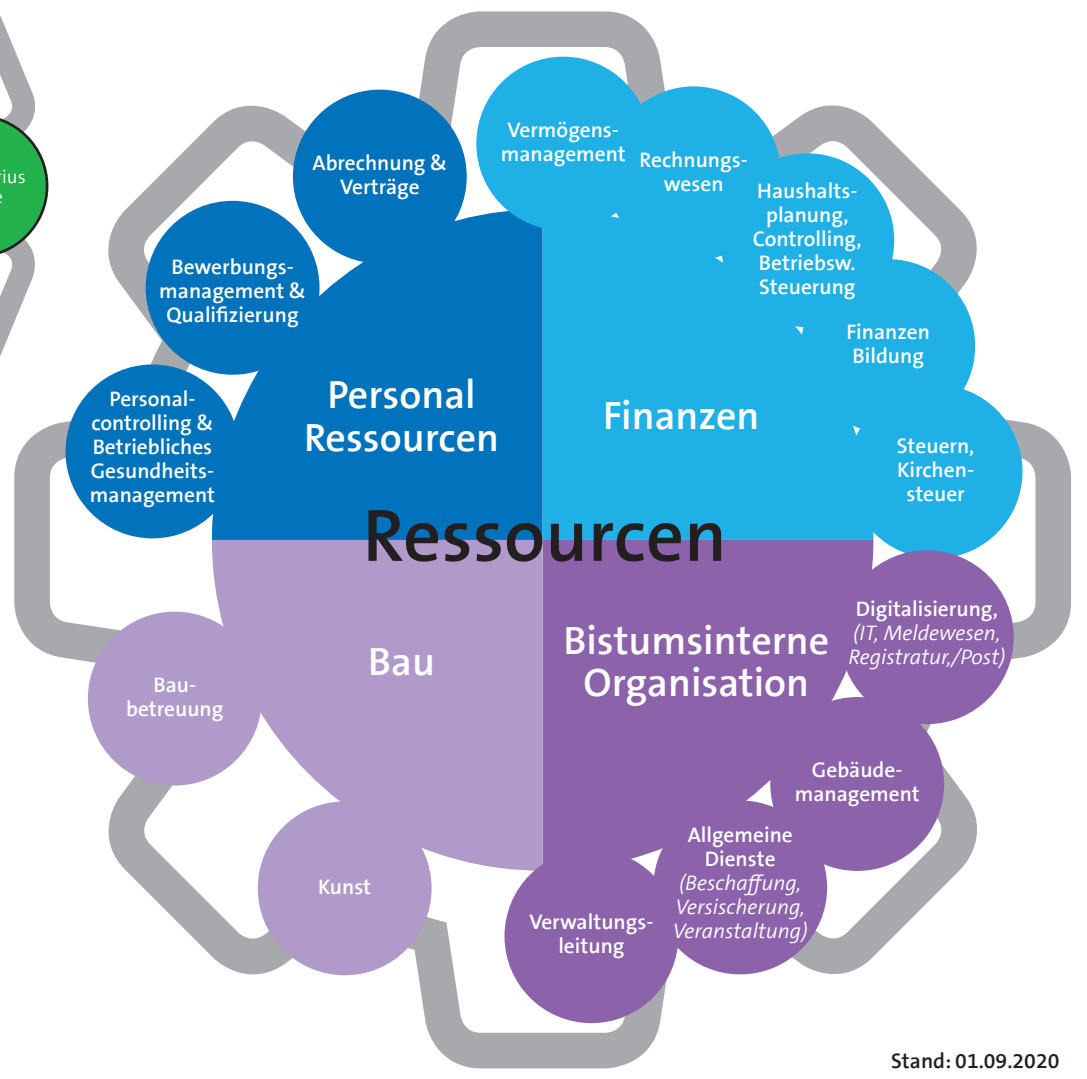 Vermögens-
management
Rechnungs-
wesen
Haushalts-
planung,
Controlling,
Betriebsw.
Steuerung
Finanzen
Bildung
Steuern,
Kirchen-
steuer
Abrechnung &
Verträge
Bewerbungs-
management &
Qualifizierung
Personal-
controlling &
Betriebliches
Gesundheits-
management
Personal
Ressourcen
Finanzen
Ressourcen
Bau
Bistumsinterne
Organisation
Digitalisierung,
(IT, Meldewesen,
Registratur,/Post)
Gebäude-
management
Allgemeine
Dienste
(Beschaffung,
Versischerung,
Veranstaltung)
Verwaltungs-
leitung
Bau-
betreuung
Kunst
Stand: 01.09.2020